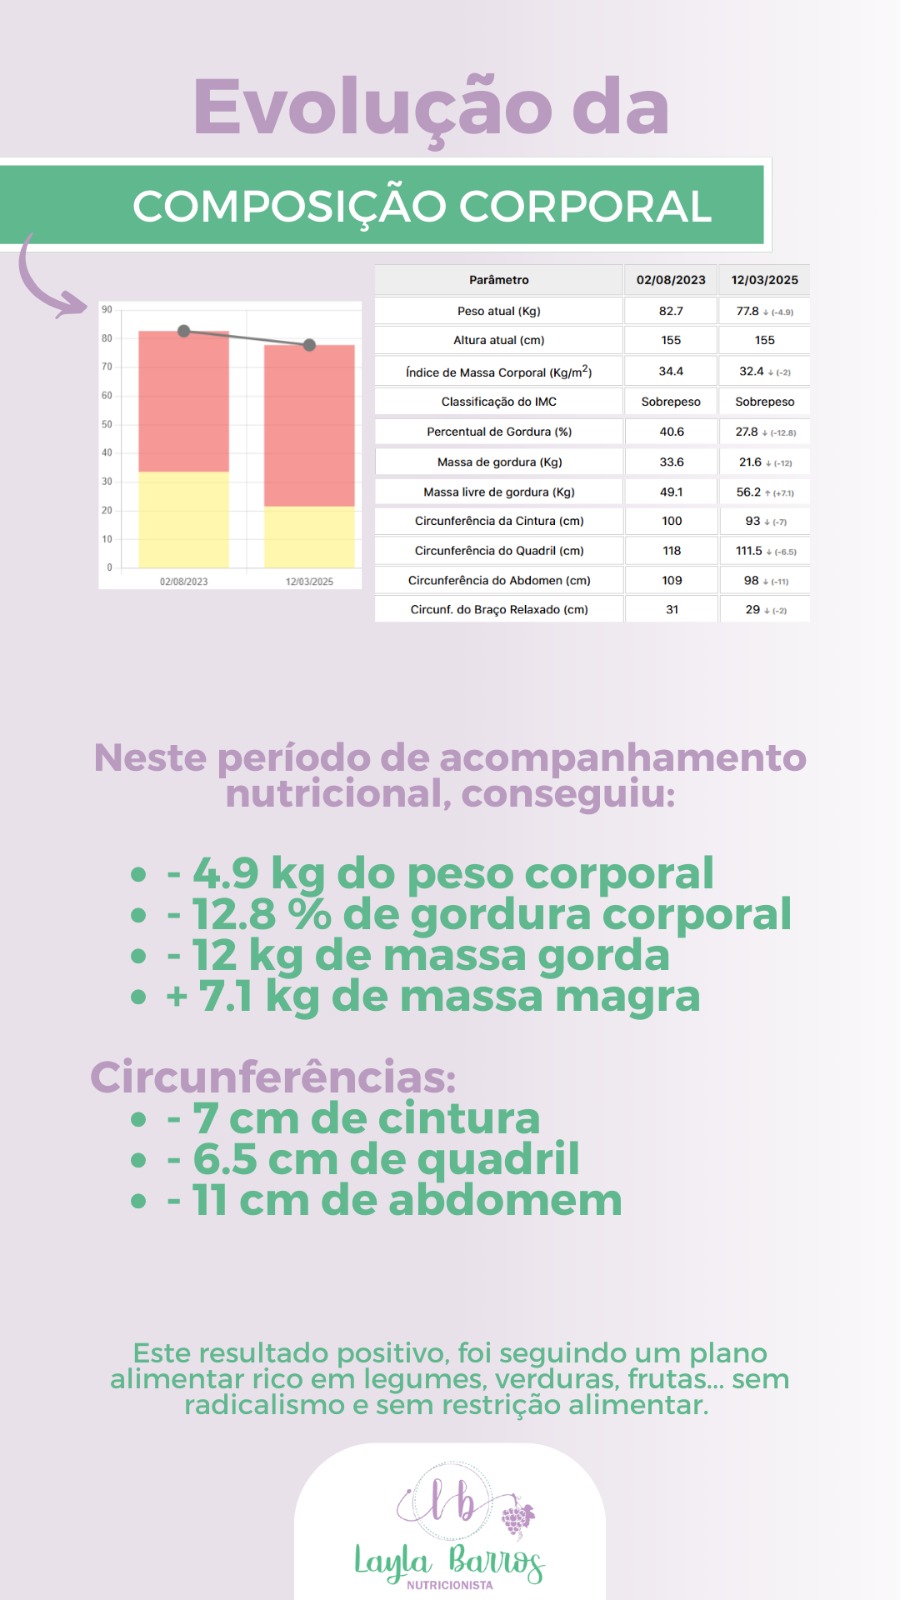 Evolução da
COMPOSIÇÃO CORPORAL
90
80
70
60
50
40
30
20
10
0
02/08/2023 12/03/2025
Parâmetro 02/08/2023 12/03/2025
Peso atual (Kg) 82.7 77.8 ↓ (-4.9)
Altura atual (cm) 155 155
Índice de Massa Corporal (Kg/m²) 34.4 32.4 ↓ (-2)
Classificação do IMC Sobrepeso Sobrepeso
Percentual de Gordura (%) 40.6 27.8 ↓ (-12.8)
Massa de gordura (Kg) 33.6 21.6 ↓ (-12)
Massa livre de gordura (Kg) 49.1 56.2 ↑ (+7.1)
Circunferência da Cintura (cm) 100 93 ↓ (-7)
Circunferência do Quadril (cm) 118 111.5 ↓ (-6.5)
Circunferência do Abdomen (cm) 109 98 ↓ (-11)
Circunf. do Braço Relaxado (cm) 31 29 ↓ (-2)
Neste período de acompanhamento
nutricional, conseguiu:
• - 4.9 kg do peso corporal
• - 12.8 % de gordura corporal
• - 12 kg de massa gorda
• + 7.1 kg de massa magra
Circunferências:
• - 7 cm de cintura
• - 6.5 cm de quadril
• - 11 cm de abdomem
Este resultado positivo, foi seguindo um plano
alimentar rico em legumes, verduras, frutas... sem
radicalismo e sem restrição alimentar.
lb
Layla Barros
NUTRICIONISTA